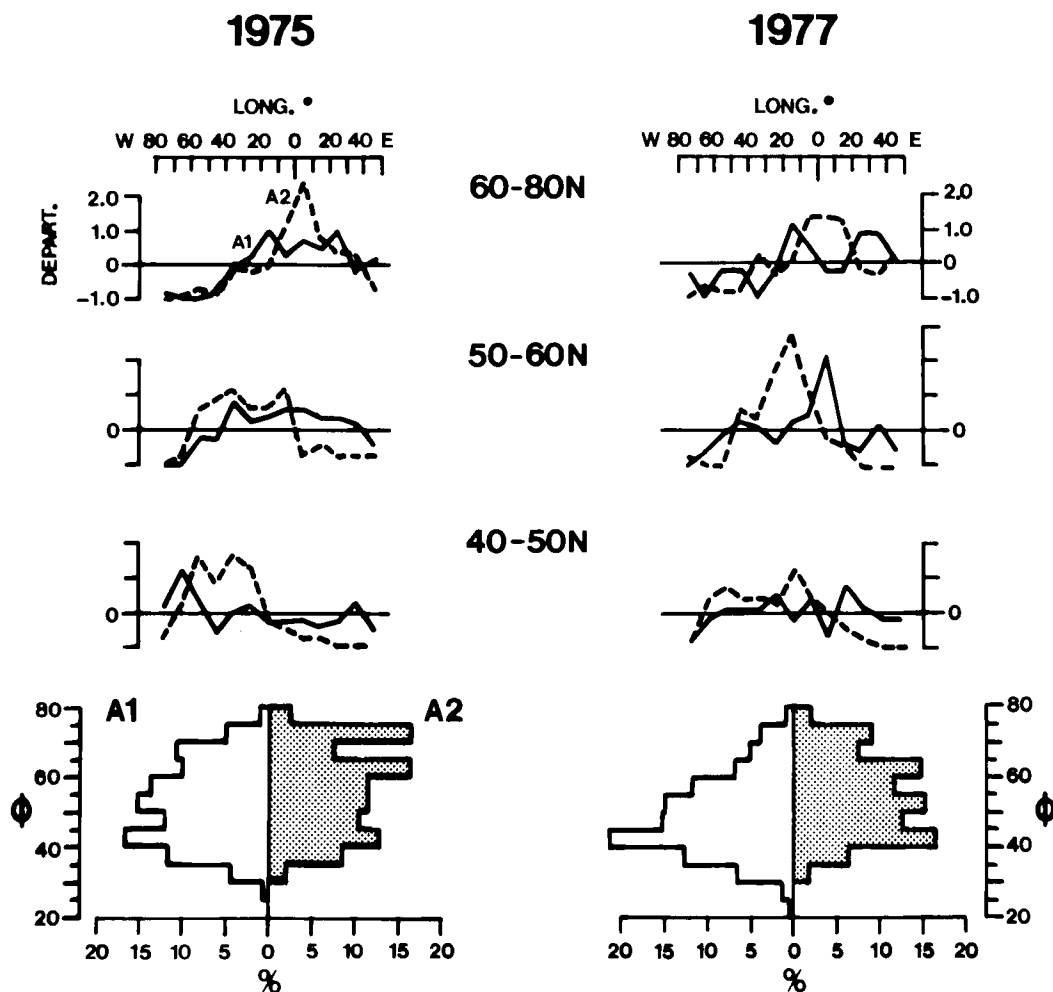 1975 1977
LONG. ° LONG. °
W 80 60 40 20 0 20 40 E W 80 60 40 20 0 20 40 E
60-80N
DEPART. 2.0 1.0 0 -1.0 A1 A2 2.0 1.0 0 -1.0
50-60N
0 0
40-50N
0 0
80 60 40 20 ϕ A1 A2 80 60 40 20 ϕ
20 15 10 5 0 5 10 15 20 20 15 10 5 0 5 10 15 20
% %